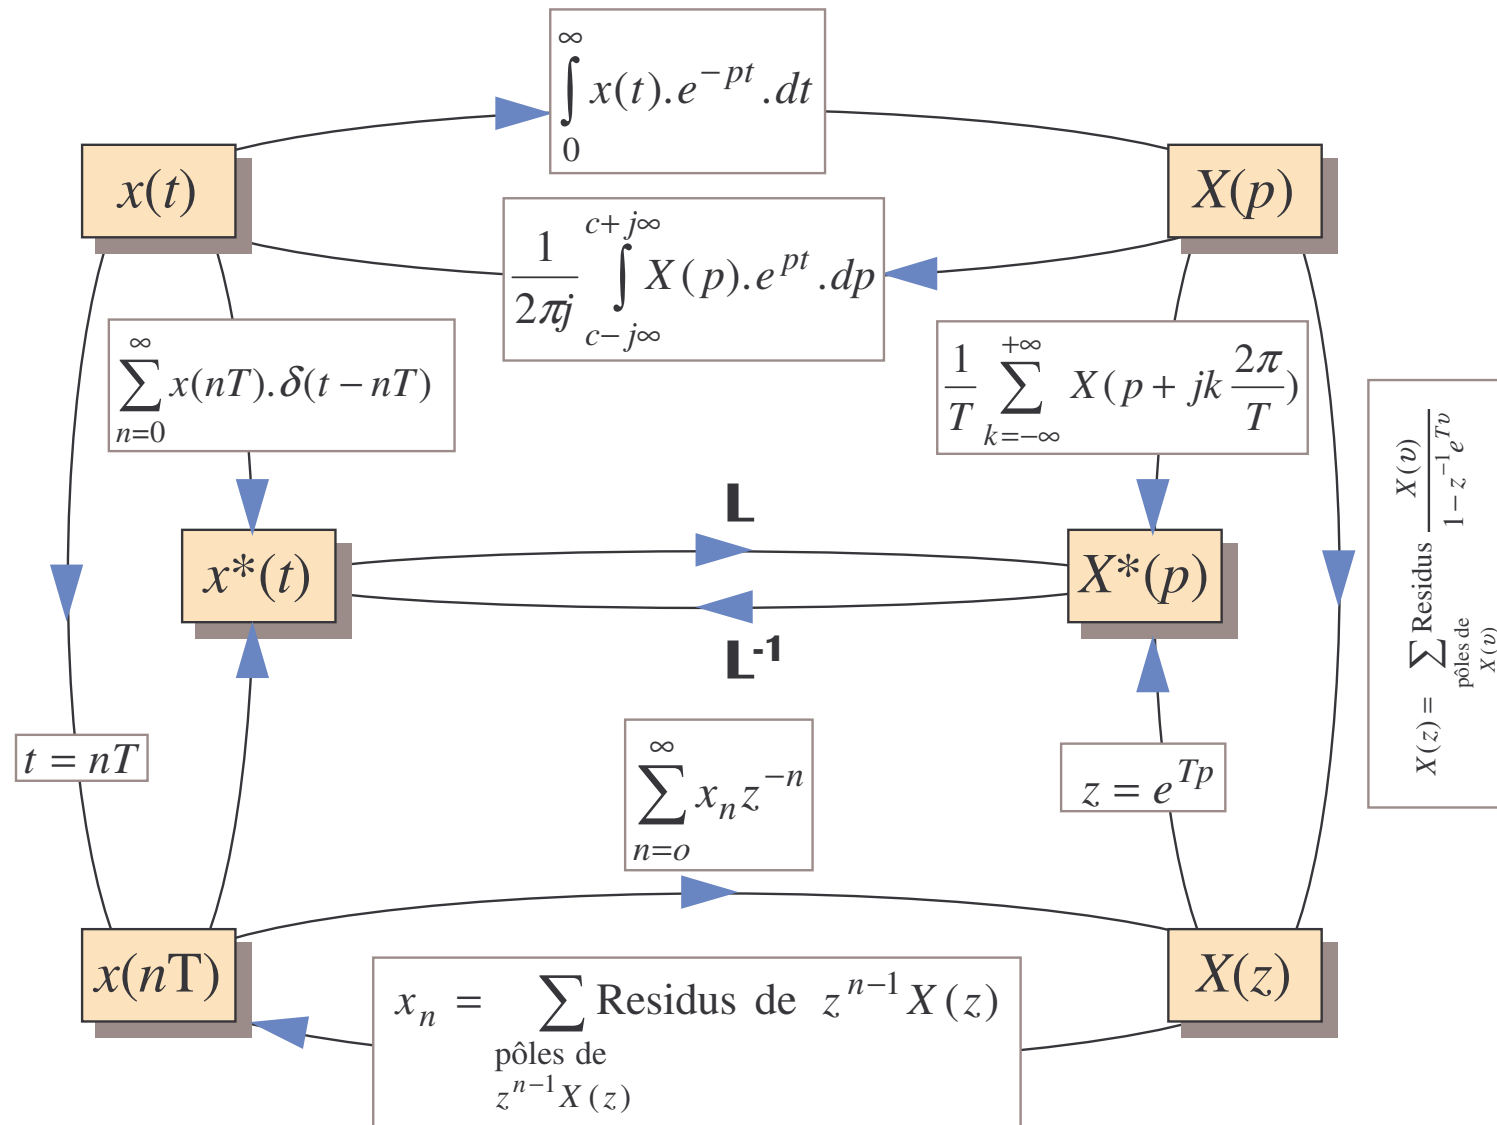 ∫₀^∞ x(t).e^{−pt}.dt
x(t)
X(p)
1/(2πj) ∫_{c−j∞}^{c+j∞} X(p).e^{pt}.dp
∑_{n=0}^{∞} x(nT).δ(t−nT)
1/T ∑_{k=−∞}^{+∞} X(p + jk 2π/T)
X(z) = ∑_{pôles de X(υ)} Residus X(υ)/(1−z^{−1}e^{Tυ})
L
x*(t)
X*(p)
L^{-1}
t = nT
∑_{n=o}^{∞} x_n z^{−n}
z = e^{Tp}
x(nT)
X(z)
x_n = ∑ Residus de z^{n−1}X(z)
pôles de
z^{n−1}X(z)